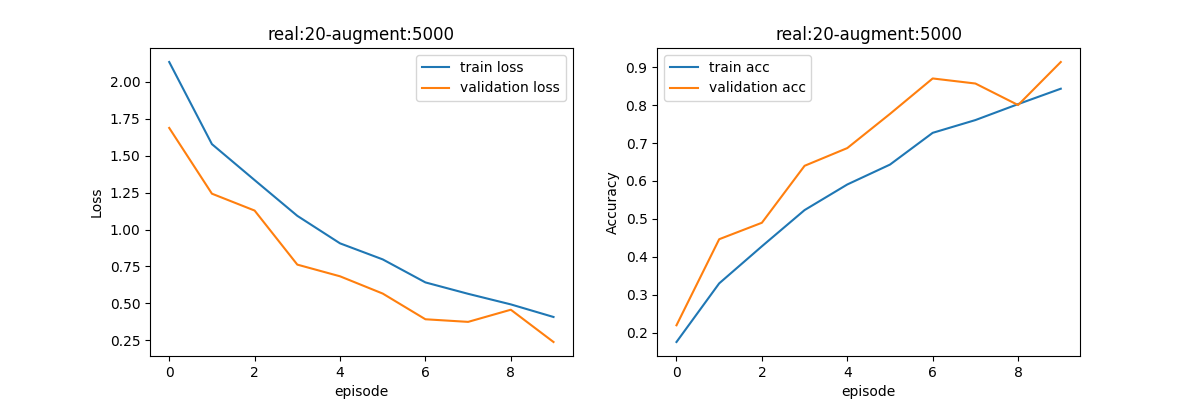 real:20-augment:5000
train loss
validation loss
2.00
1.75
1.50
1.25
1.00
0.75
0.50
0.25
Loss
0 2 4 6 8
episode
real:20-augment:5000
train acc
validation acc
0.9
0.8
0.7
0.6
0.5
0.4
0.3
0.2
Accuracy
0 2 4 6 8
episode